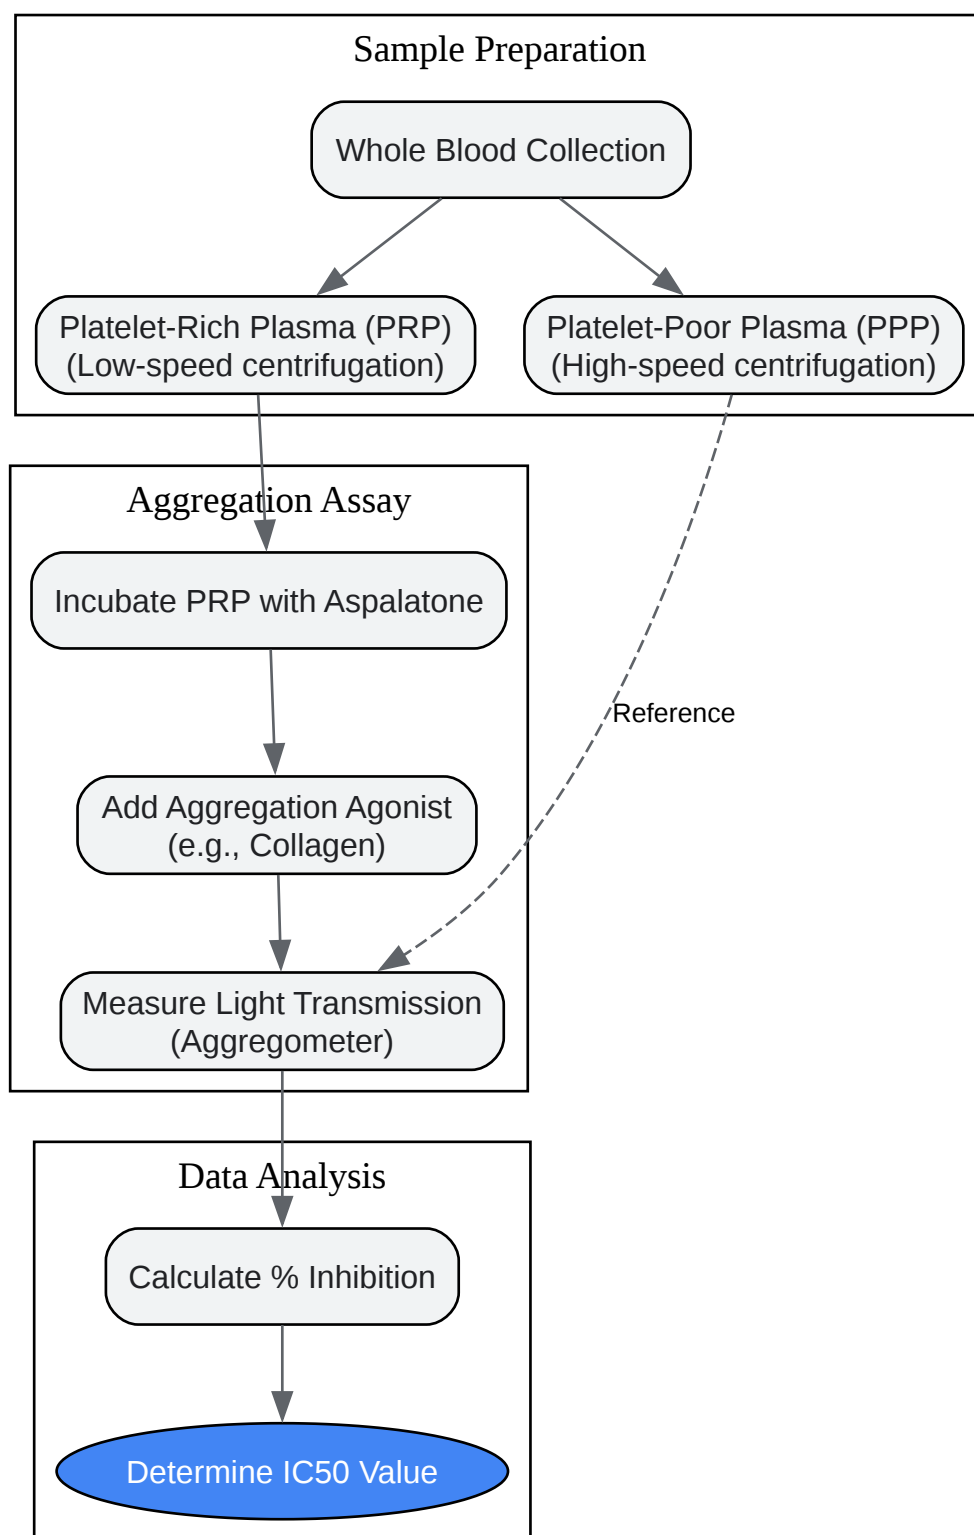 Sample Preparation
Whole Blood Collection
Platelet-Rich Plasma (PRP)
(Low-speed centrifugation)
Platelet-Poor Plasma (PPP)
(High-speed centrifugation)
Aggregation Assay
Incubate PRP with Aspalatone
Reference
Add Aggregation Agonist
(e.g., Collagen)
Measure Light Transmission
(Aggregometer)
Data Analysis
Calculate % Inhibition
Determine IC50 Value